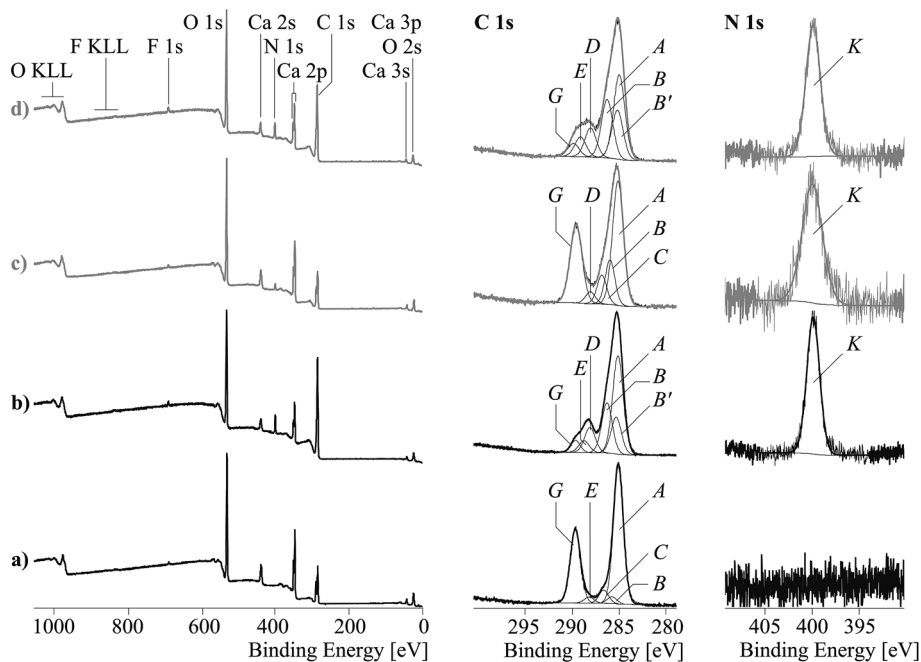 O 1s Ca 2s C 1s Ca 3p
F KLL F 1s N 1s O 2s
O KLL Ca 2p Ca 3s
d)
c)
b)
a)
1000 800 600 400 200 0
Binding Energy [eV]
C 1s
D A
E B
G B'
G D A
B
C
D A
E B
G B'
G E A
C
B
295 290 285 280 279
Binding Energy [eV]
N 1s
K
K
K
405 400 395
Binding Energy [eV]